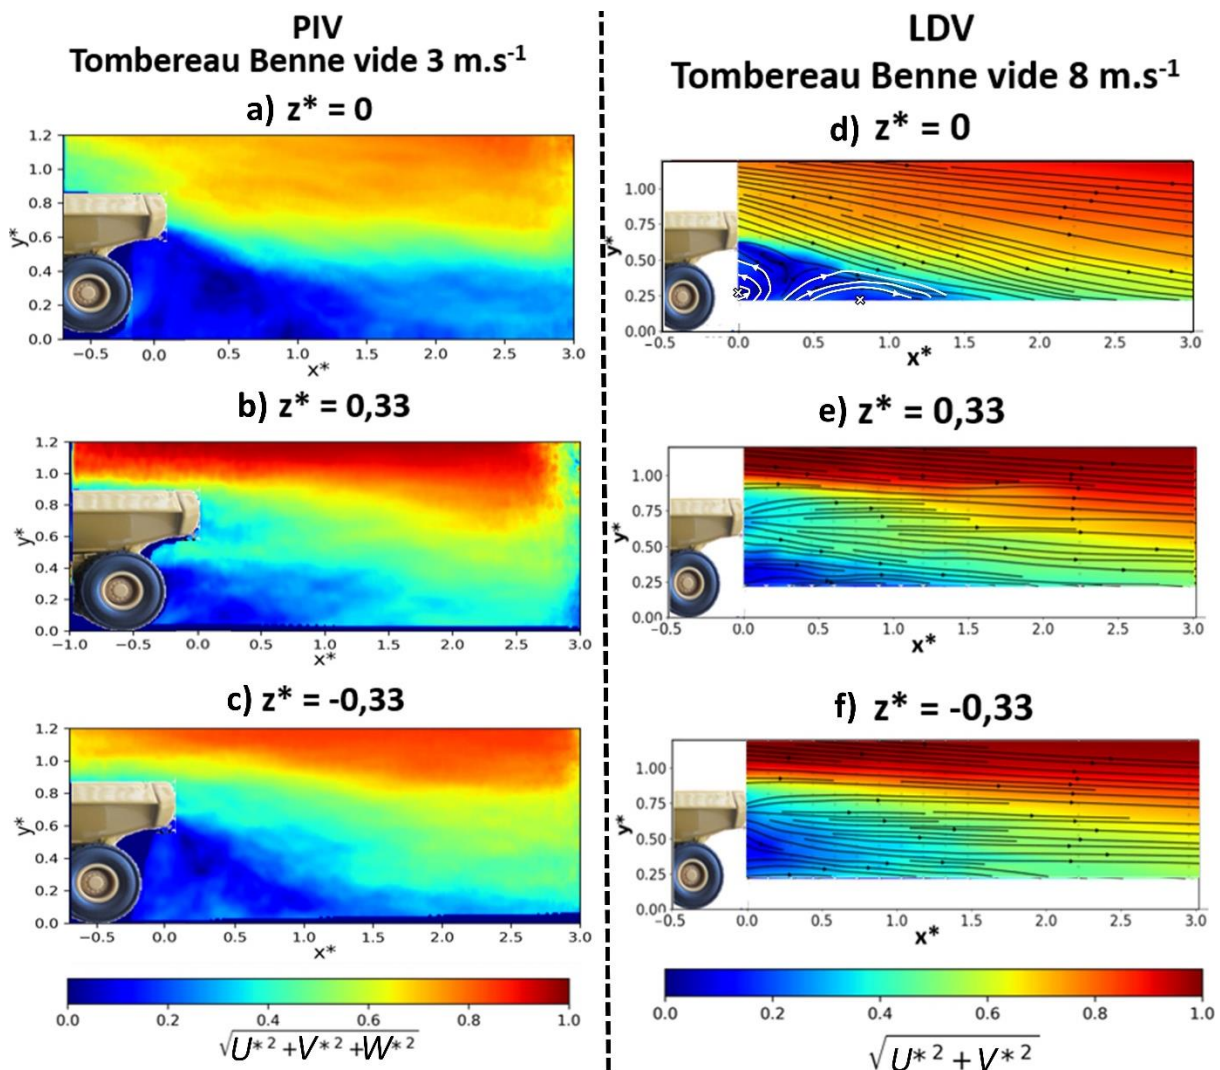 PIV
Tombereau Benne vide 3 m.s⁻¹
a) z* = 0
1.2
1.0
0.8
0.6
0.4
0.2
0.0
y*
−0.5 0.0 0.5 1.0 1.5 2.0 2.5 3.0
x*
b) z* = 0,33
1.2
1.0
0.8
0.6
0.4
0.2
0.0
y*
−1.0 −0.5 0.0 0.5 1.0 1.5 2.0 2.5 3.0
x*
c) z* = -0,33
1.2
1.0
0.8
0.6
0.4
0.2
0.0
y*
−0.5 0.0 0.5 1.0 1.5 2.0 2.5 3.0
x*
0.0 0.2 0.4 0.6 0.8 1.0
√U*² +V*² +W*²
LDV
Tombereau Benne vide 8 m.s⁻¹
d) z* = 0
1.00
0.75
0.50
0.25
0.00
y*
−0.5 0.0 0.5 1.0 1.5 2.0 2.5 3.0
x*
e) z* = 0,33
1.00
0.75
0.50
0.25
0.00
y*
−0.5 0.0 0.5 1.0 1.5 2.0 2.5 3.0
x*
f) z* = -0,33
1.00
0.75
0.50
0.25
0.00
y*
−0.5 0.0 0.5 1.0 1.5 2.0 2.5 3.0
x*
0.0 0.2 0.4 0.6 0.8 1.0
√U*² + V*²